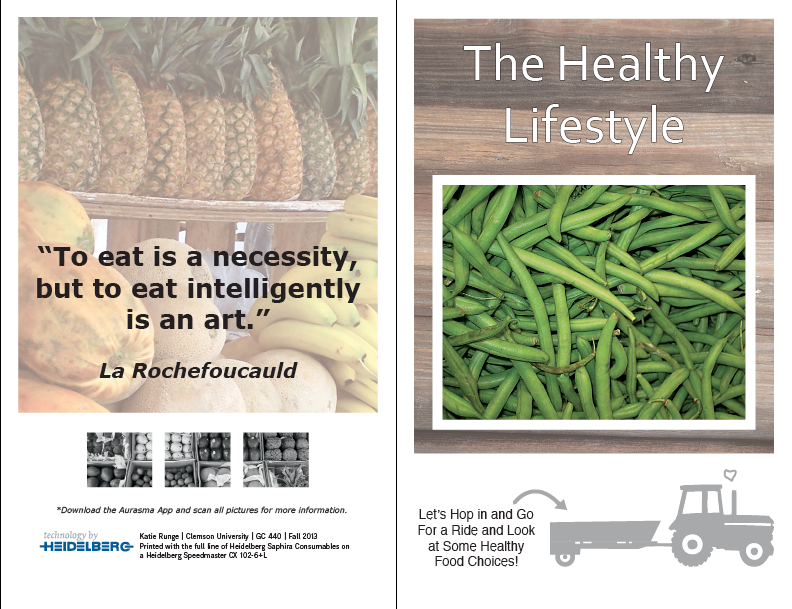 “To eat is a necessity,
but to eat intelligently
is an art.”
La Rochefoucauld
*Download the Aurasma App and scan all pictures for more information.
technology by
HEIDELBERG
Katie Runge | Clemson University | GC 440 | Fall 2013
Printed with the full line of Heidelberg Saphira Consumables on
a Heidelberg Speedmaster CX 102-6+L
The Healthy
Lifestyle
Let's Hop in and Go
For a Ride and Look
at Some Healthy
Food Choices!